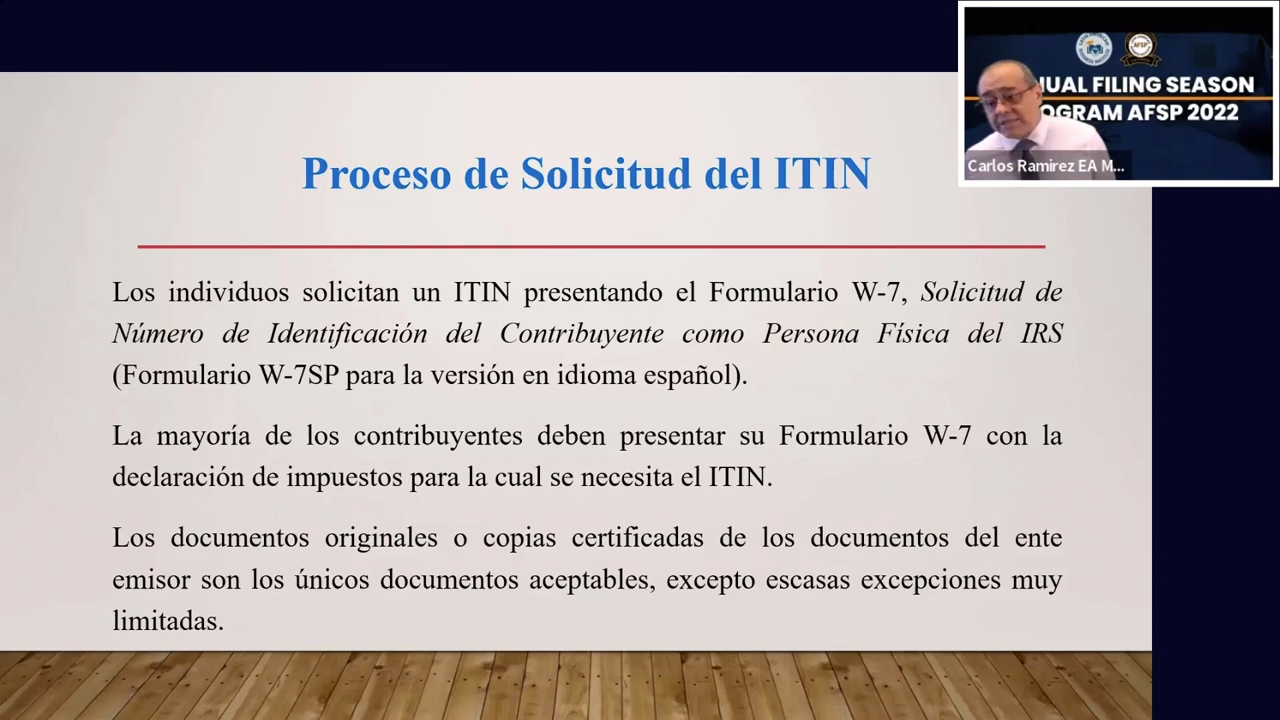 Proceso de Solicitud del ITIN
Los individuos solicitan un ITIN presentando el Formulario W-7, Solicitud de
Número de Identificación del Contribuyente como Persona Física del IRS
(Formulario W-7SP para la versión en idioma español).
La mayoría de los contribuyentes deben presentar su Formulario W-7 con la
declaración de impuestos para la cual se necesita el ITIN.
Los documentos originales o copias certificadas de los documentos del ente
emisor son los únicos documentos aceptables, excepto escasas excepciones muy
limitadas.
AFSP
NUAL FILING SEASON
OGRAM AFSP 2022
Carlos Ramirez EA M...